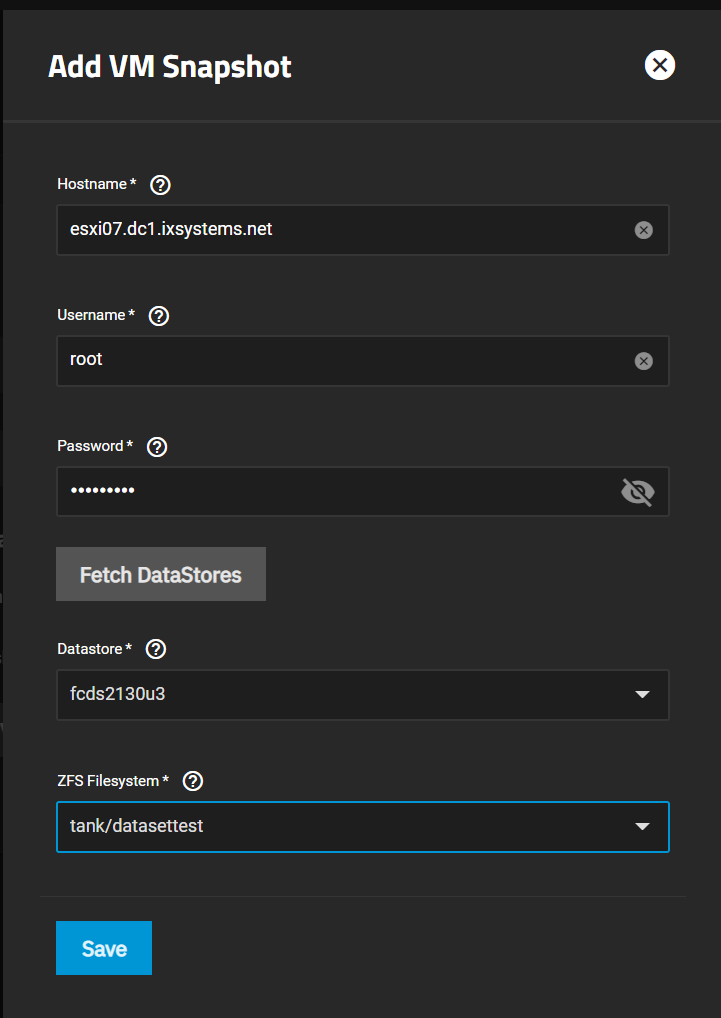 Add VM Snapshot
Hostname *
esxi07.dc1.ixsystems.net
Username *
root
Password *
•••••••••
Fetch DataStores
Datastore *
fcds2130u3
ZFS Filesystem *
tank/datasettest
Save